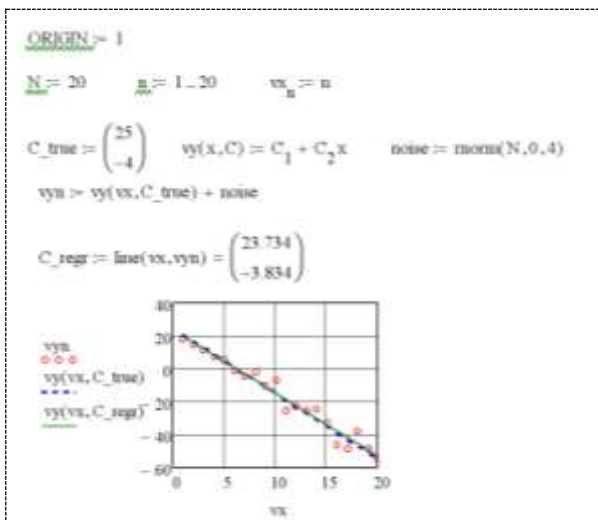 ORIGIN := 1
N := 20 n := 1 .. 20 vx_n := n
C_true := (25 -4) vy(x,C) := C_1 + C_2 x noise := rnorm(N,0,4)
vyn := vy(vx,C_true) + noise
C_regr := line(vx,vyn) = (23.734 -3.834)
40
20
0
-20
-40
-60
vyn
vy(vx,C_true)
vy(vx,C_regr)
0 5 10 15 20
vx